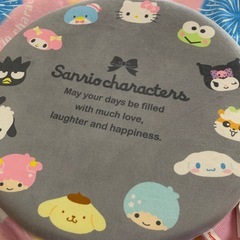 Sanriocharacters
May your days be filled
with much love,
laughter and happiness.